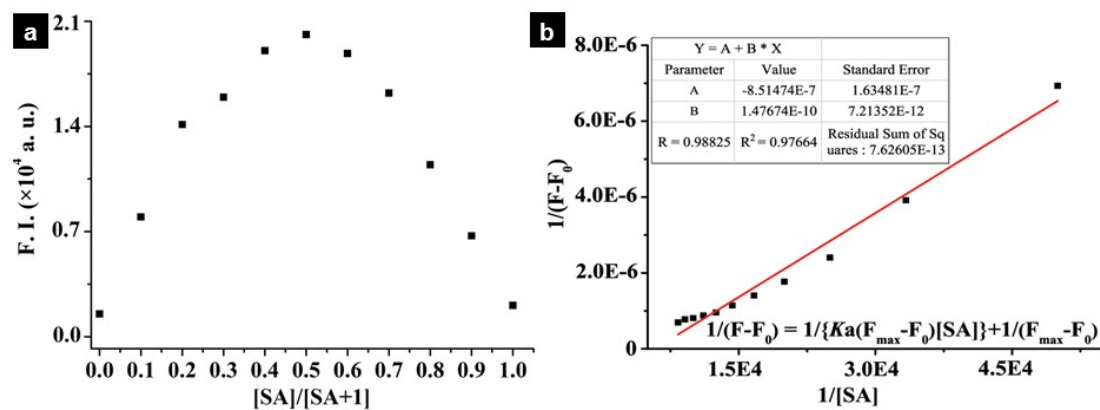 a
F. I. (×10⁴ a. u.)
2.1
1.4
0.7
0.0
0.0 0.1 0.2 0.3 0.4 0.5 0.6 0.7 0.8 0.9 1.0
[SA]/[SA+1]
b
1/(F-F₀)
8.0E-6
6.0E-6
4.0E-6
2.0E-6
0
Y = A + B * X
Parameter Value Standard Error
A -8.51474E-7 1.63481E-7
B 1.47674E-10 7.21352E-12
R = 0.98825 R² = 0.97664 Residual Sum of Sq
uares : 7.62605E-13
1/(F-F₀) = 1/{Ka(Fmax-F₀)[SA]}+1/(Fmax-F₀)
1.5E4 3.0E4 4.5E4
1/[SA]